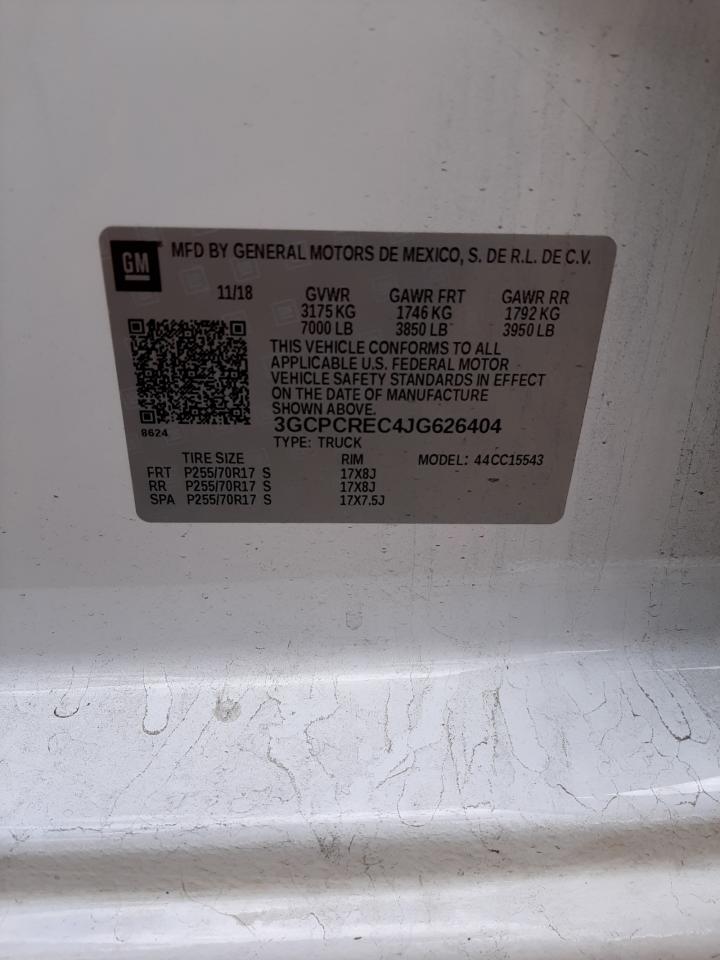 GM MFD BY GENERAL MOTORS DE MEXICO, S. DE R.L. DE C.V.
11/18 GVWR GAWR FRT GAWR RR
3175 KG 1746 KG 1792 KG
7000 LB 3850 LB 3950 LB
THIS VEHICLE CONFORMS TO ALL
APPLICABLE U.S. FEDERAL MOTOR
VEHICLE SAFETY STANDARDS IN EFFECT
ON THE DATE OF MANUFACTURE
SHOWN ABOVE.
8624 3GCPCREC4JG626404
TYPE: TRUCK
TIRE SIZE RIM MODEL: 44CC15543
FRT P255/70R17 S 17X8J
RR P255/70R17 S 17X8J
SPA P255/70R17 S 17X7.5J